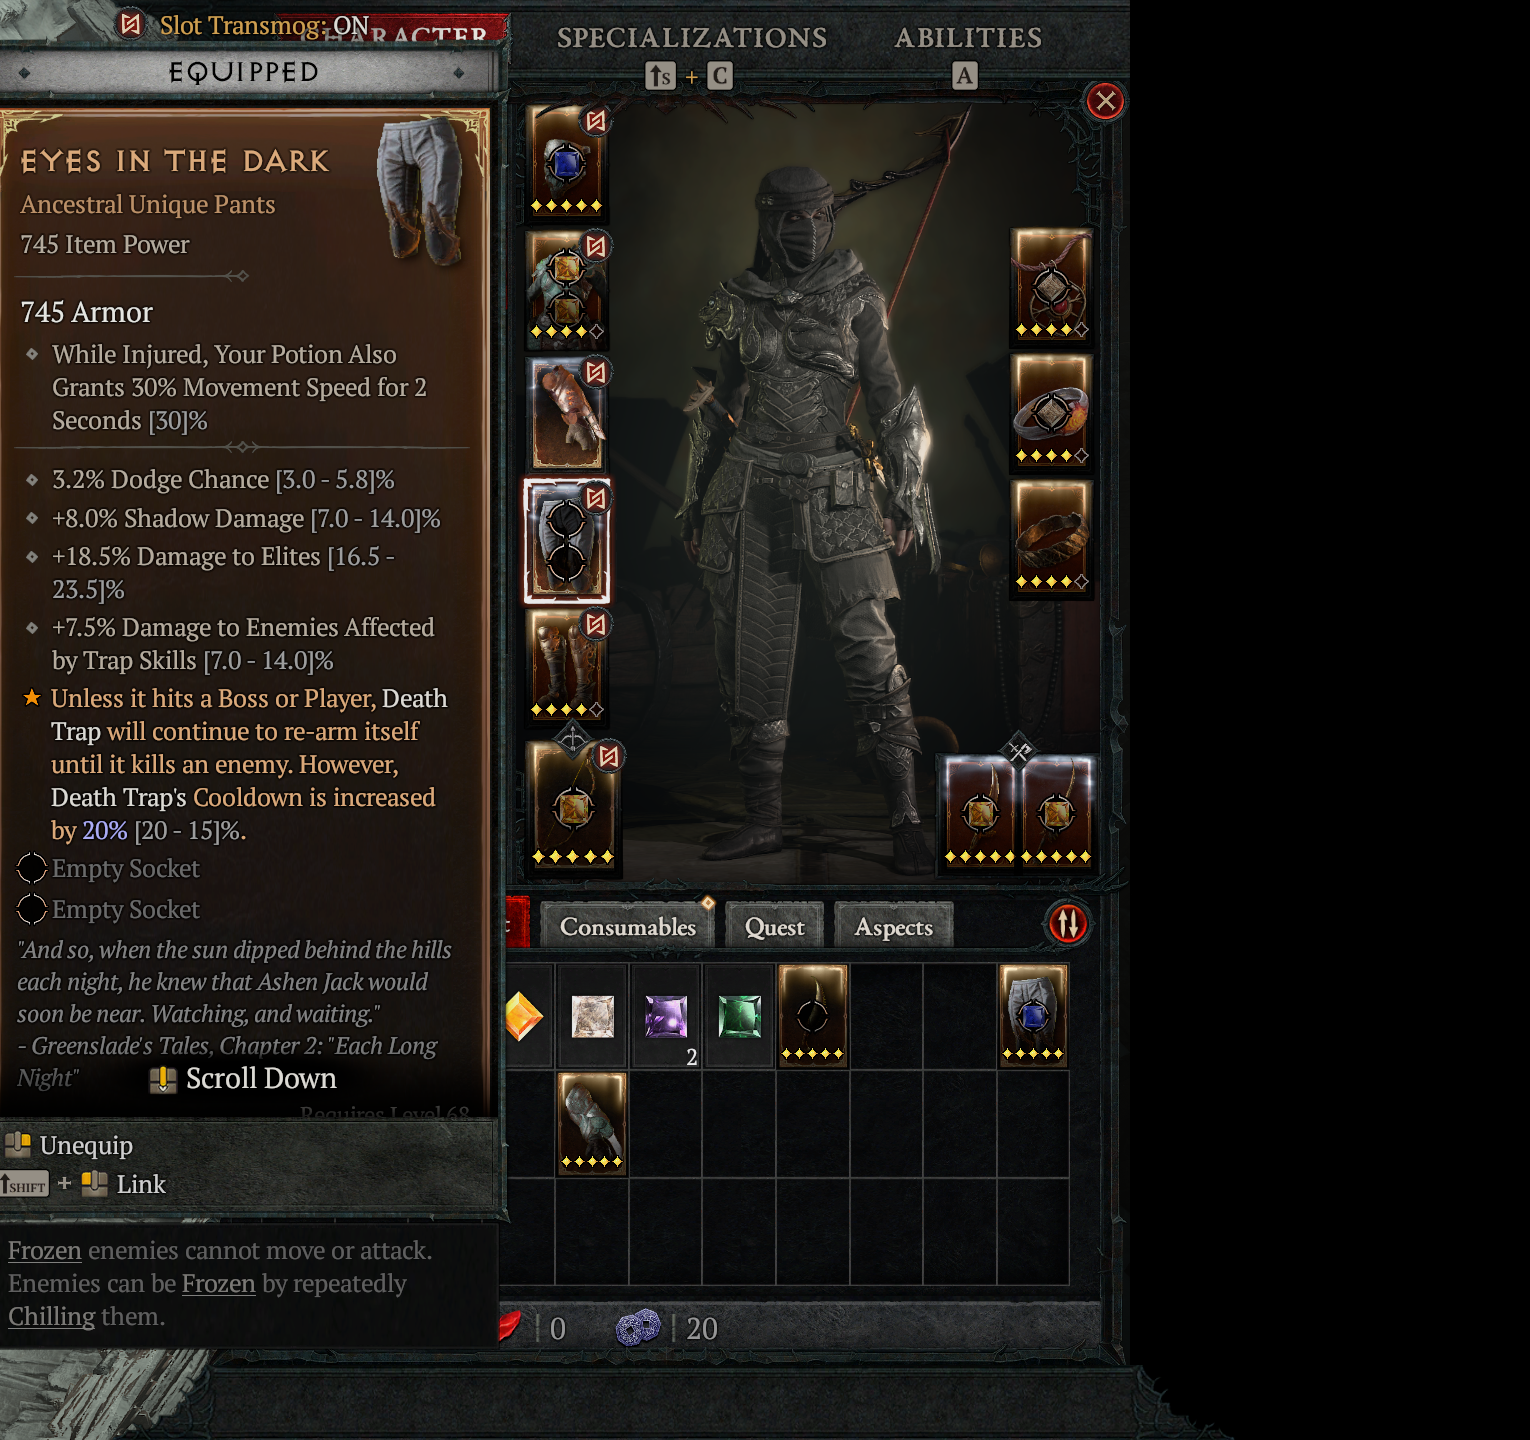 Slot Transmog: ON
CHARACTER
SPECIALIZATIONS
ABILITIES
S + C
A
EQUIPPED
EYES IN THE DARK
Ancestral Unique Pants
745 Item Power
745 Armor
While Injured, Your Potion Also
Grants 30% Movement Speed for 2
Seconds [30]%
3.2% Dodge Chance [3.0 - 5.8]%
+8.0% Shadow Damage [7.0 - 14.0]%
+18.5% Damage to Elites [16.5 -
23.5]%
+7.5% Damage to Enemies Affected
by Trap Skills [7.0 - 14.0]%
Unless it hits a Boss or Player, Death
Trap will continue to re-arm itself
until it kills an enemy. However,
Death Trap's Cooldown is increased
by 20% [20 - 15]%.
Empty Socket
Empty Socket
"And so, when the sun dipped behind the hills
each night, he knew that Ashen Jack would
soon be near. Watching, and waiting."
- Greenslade's Tales, Chapter 2: "Each Long
Night"
Scroll Down
Requires Level 68
Unequip
SHIFT + Link
Frozen enemies cannot move or attack.
Enemies can be Frozen by repeatedly
Chilling them.
t
Consumables
Quest
Aspects
2
0
20